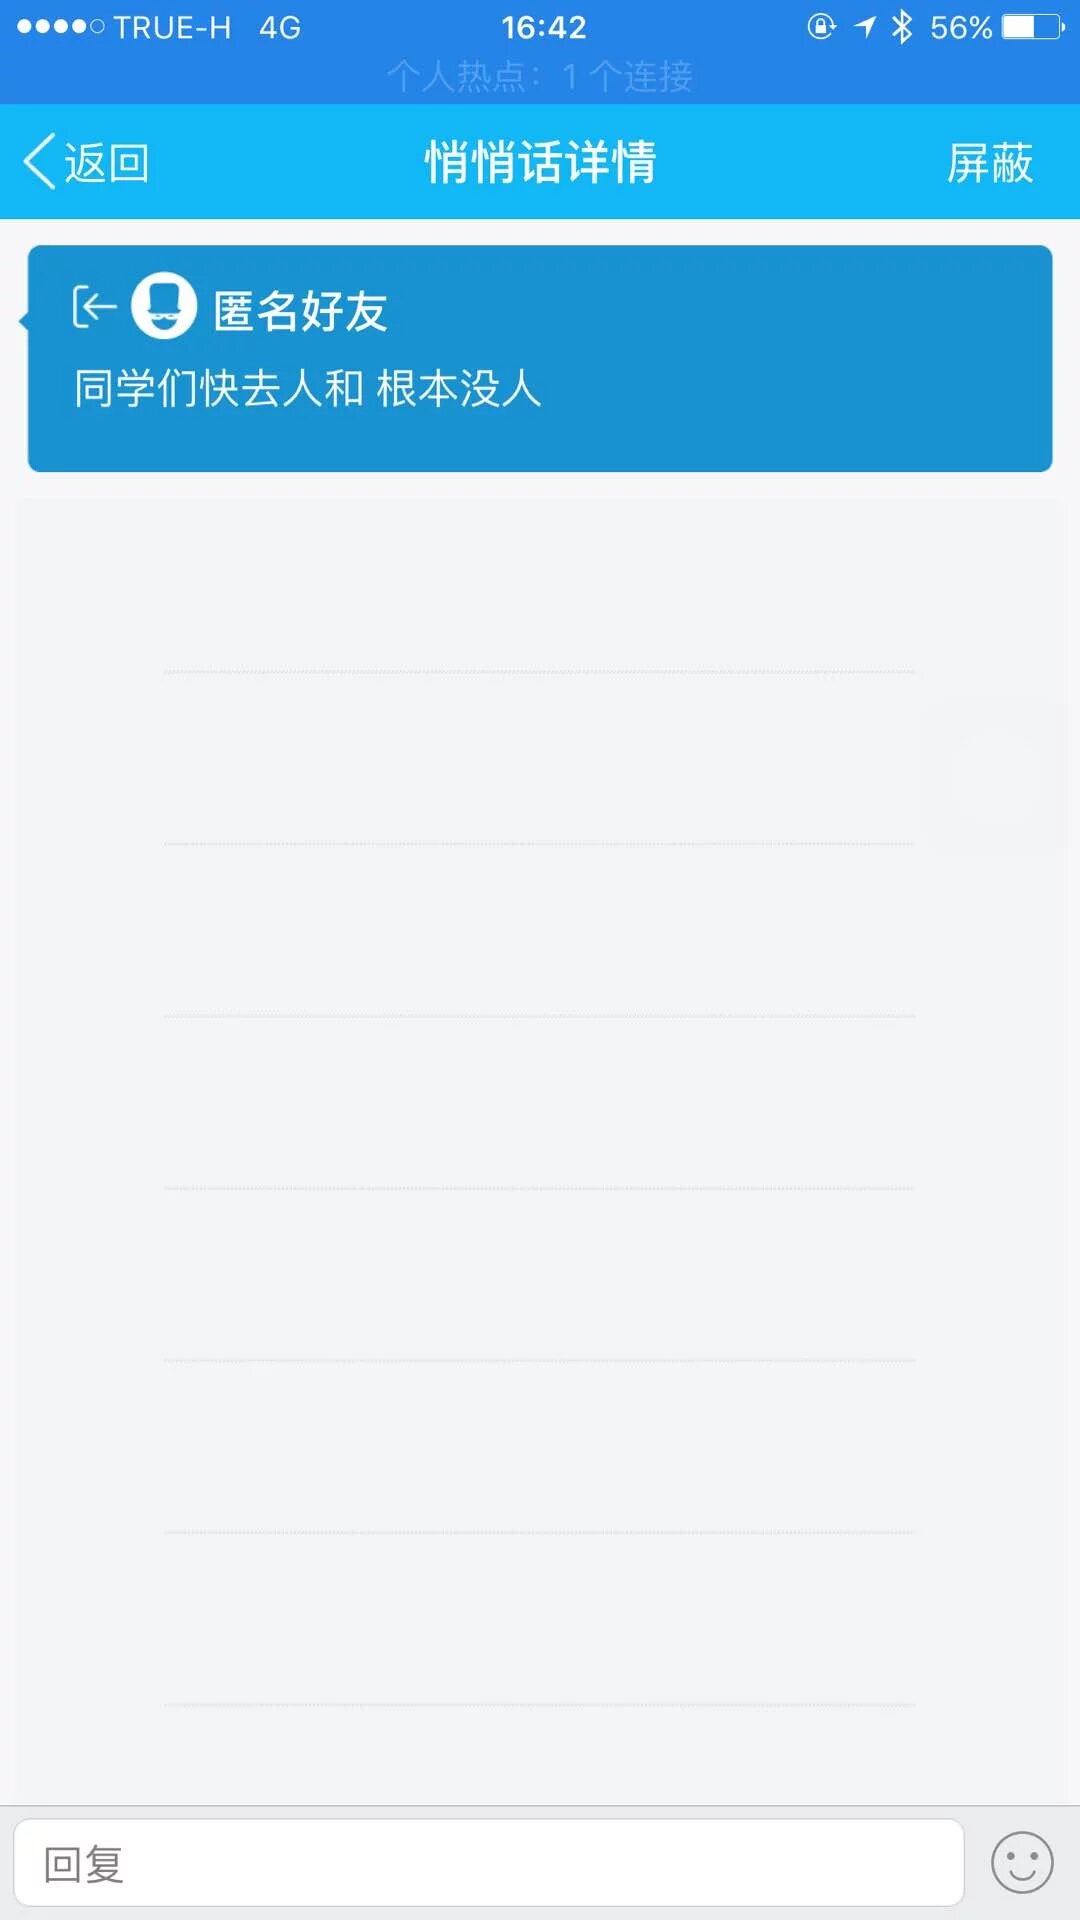 TRUE-H 4G 16:42 56%
个人热点：1 个连接
返回 悄悄话详情 屏蔽
匿名好友
同学们快去人和 根本没人
回复